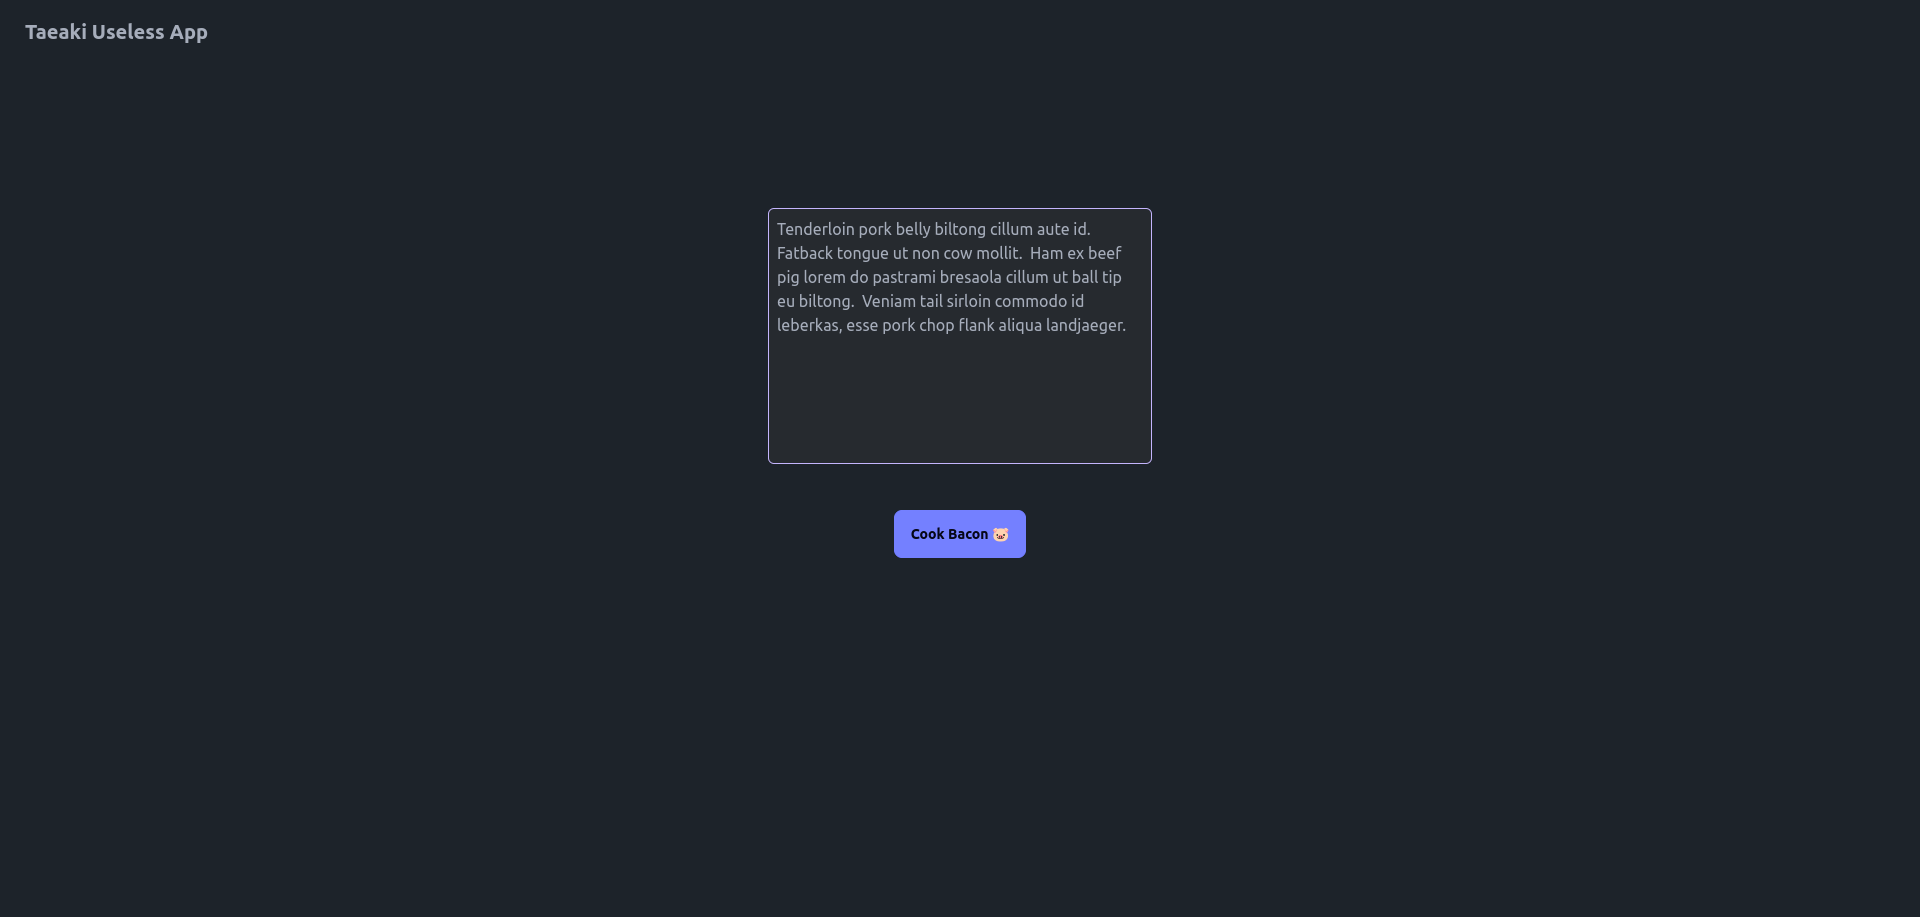 Taeaki Useless App
Tenderloin pork belly biltong cillum aute id.
Fatback tongue ut non cow mollit.  Ham ex beef
pig lorem do pastrami bresaola cillum ut ball tip
eu biltong.  Veniam tail sirloin commodo id
leberkas, esse pork chop flank aliqua landjaeger.
Cook Bacon 🐷